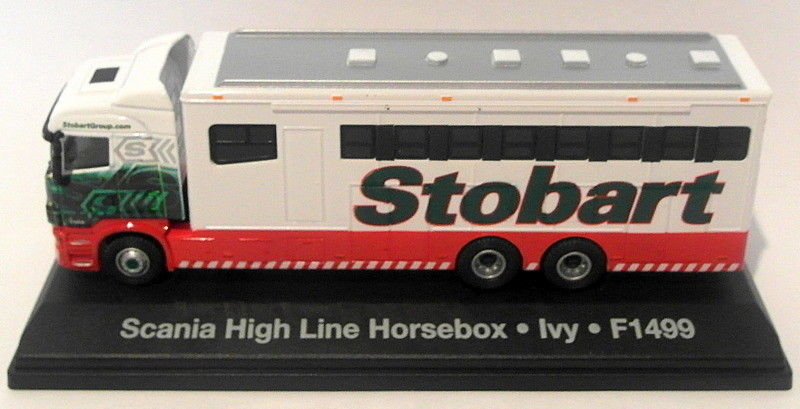 StobartGroup.com
S
Stobart
Scania High Line Horsebox • Ivy • F1499